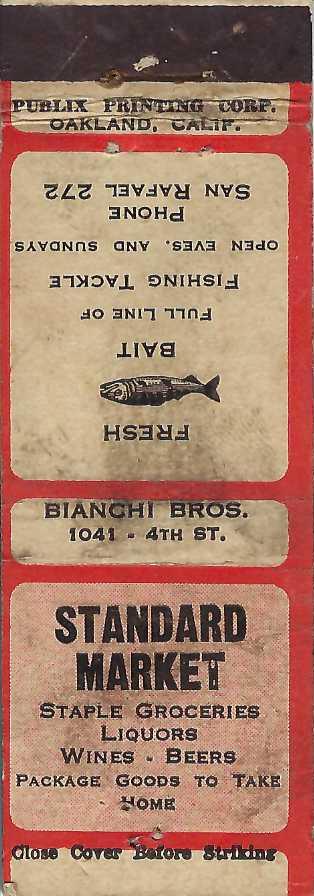 PUBLIX PRINTING CORP.
OAKLAND, CALIF.
FRESH
BAIT
FULL LINE OF
FISHING TACKLE
OPEN EVES. AND SUNDAYS
PHONE
SAN RAFAEL 272
BIANCHI BROS.
1041 - 4TH ST.
STANDARD
MARKET
STAPLE GROCERIES
LIQUORS
WINES - BEERS
PACKAGE GOODS TO TAKE
HOME
Close Cover Before Striking